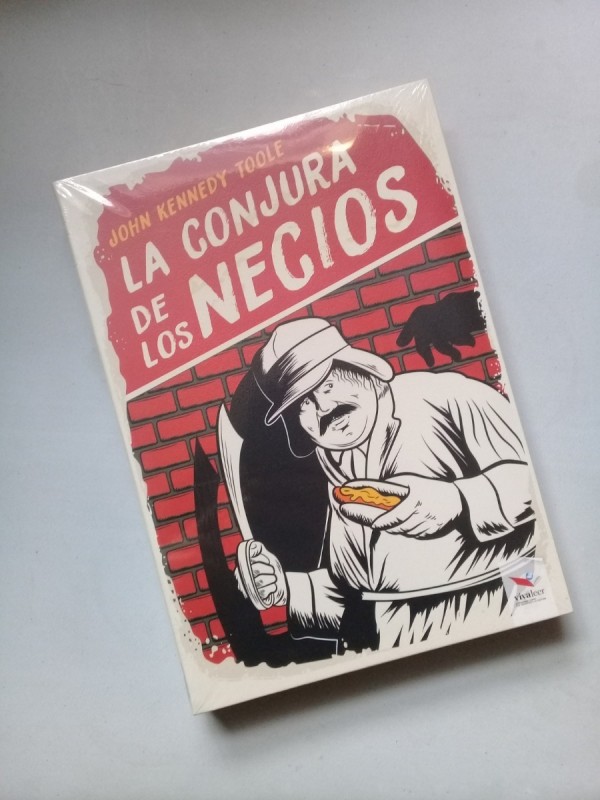 JOHN KENNEDY TOOLE
LA CONJURA
DE
LOS NECIOS
vivaleer